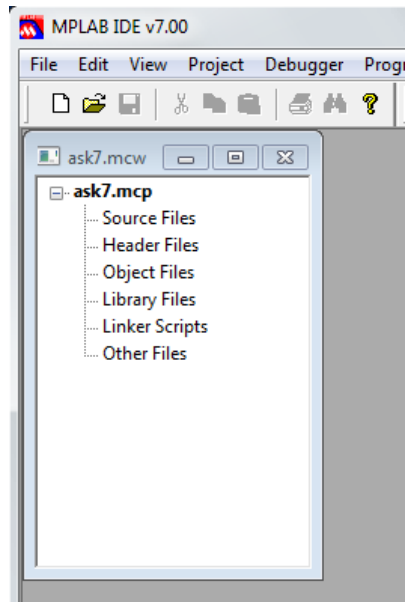 MPLAB IDE v7.00
File Edit View Project Debugger
ask7.mcw
ask7.mcp
Source Files
Header Files
Object Files
Library Files
Linker Scripts
Other Files